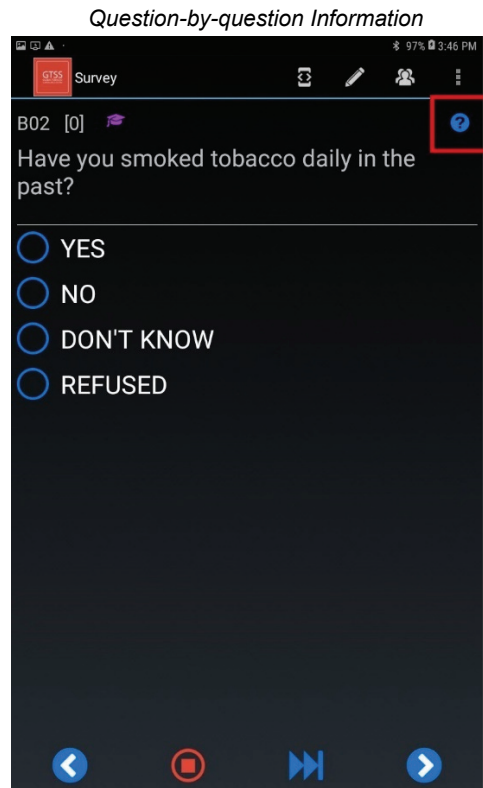 Question-by-question Information
97% 3:46 PM
GTSS Survey
B02 [0]
Have you smoked tobacco daily in the
past?
YES
NO
DON'T KNOW
REFUSED